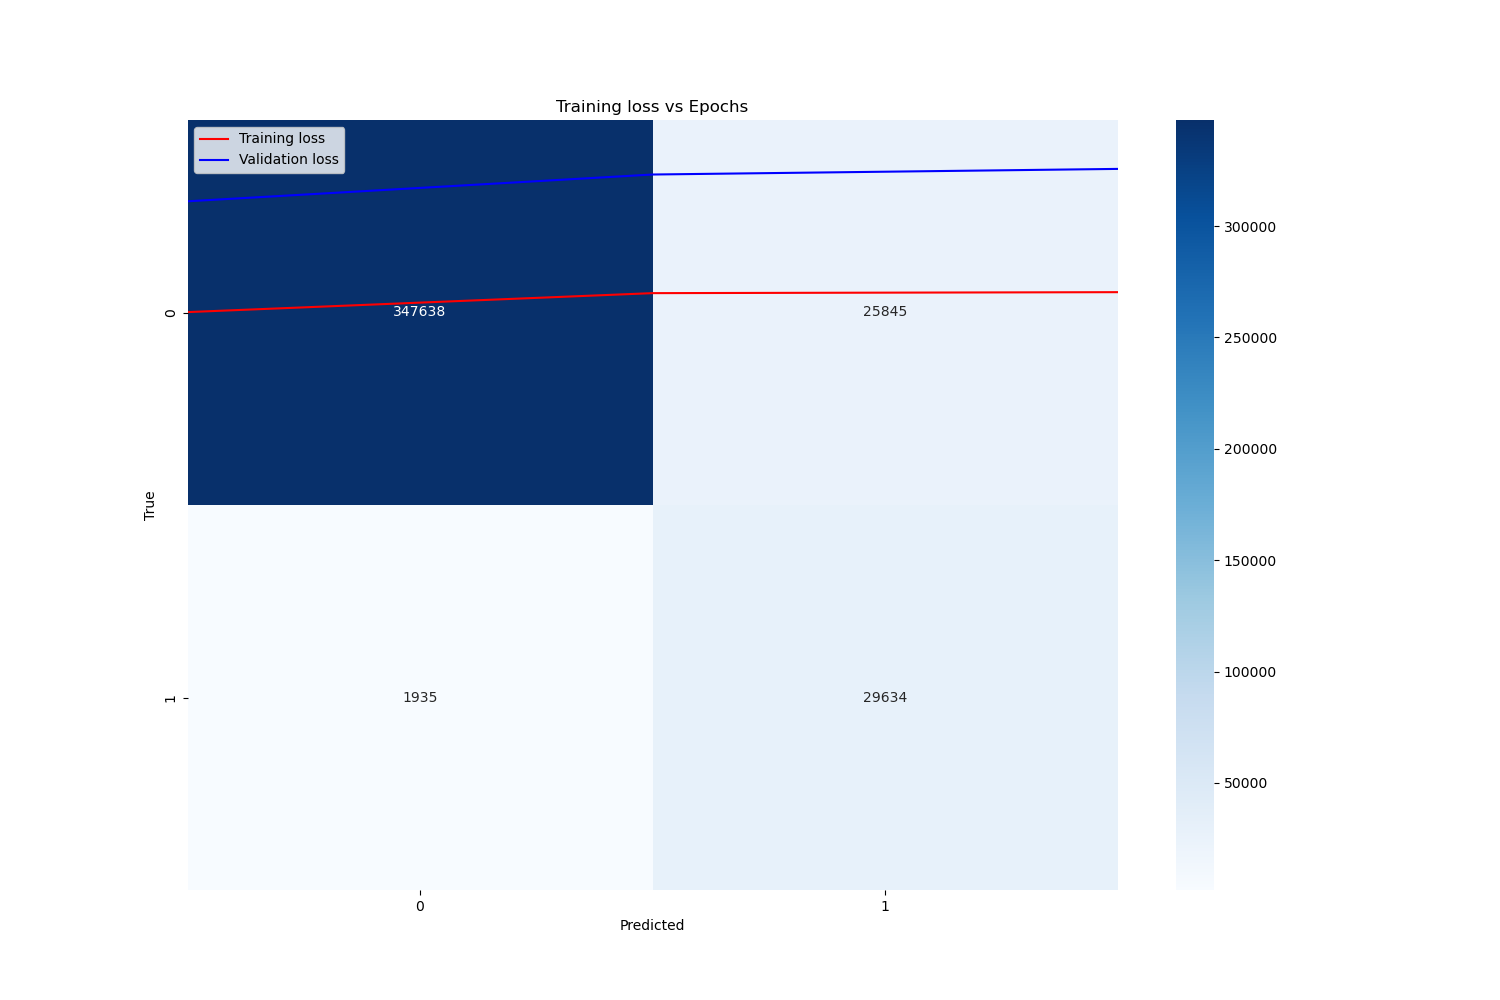 Training loss vs Epochs
Training loss
Validation loss
True
0
1
347638
25845
1935
29634
0
1
Predicted
300000
250000
200000
150000
100000
50000